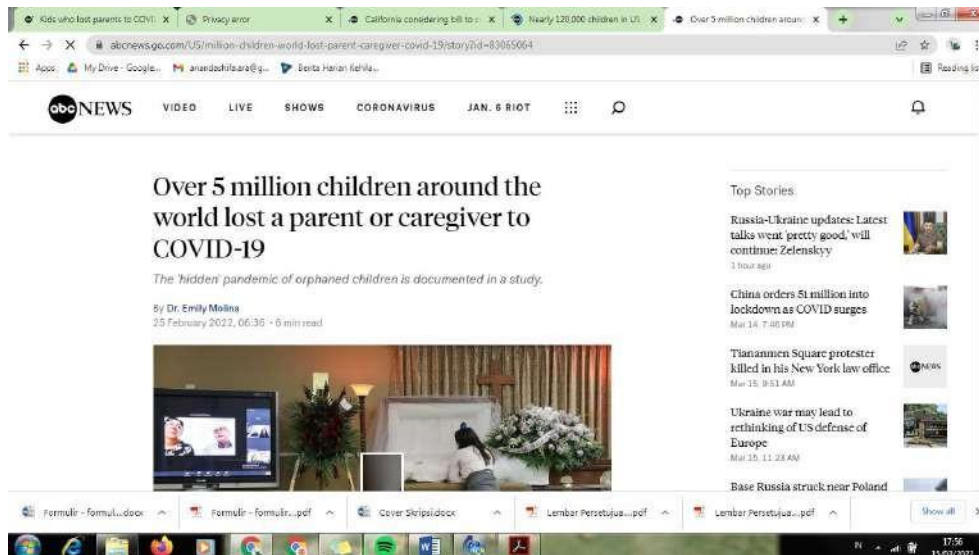 Kids who lost parents to COVI
Privacy error
California considering bill to
Nearly 120,000 children in U
Over 5 million children aroun
abcnews.go.com/US/million-children-world-lost-parent-caregiver-covid-19/story?id=83065064
Apps
My Drive - Google...
Berita Harian Kehila...
Reading lis
abc NEWS
VIDEO
LIVE
SHOWS
CORONAVIRUS
JAN. 6 RIOT
Over 5 million children around the
world lost a parent or caregiver to
COVID-19
The 'hidden' pandemic of orphaned children is documented in a study.
By Dr. Emily Molina
25 February 2022, 06:36 • 6 min read
Top Stories
Russia-Ukraine updates: Latest
talks went 'pretty good,' will
continue: Zelenskyy
1 hour ago
China orders 51 million into
lockdown as COVID surges
Mar 14, 7:46 PM
Tiananmen Square protester
killed in his New York law office
Mar 15, 9:51 AM
abc NEWS
Ukraine war may lead to
rethinking of US defense of
Europe
Mar 15, 11:23 AM
Base Russia struck near Poland
Formulir - formul...docx
Formulir - formulir...pdf
Cover Skripsi.docx
Lembar Persetujua...pdf
Lembar Persetujua...pdf
Show all
IN
17:56